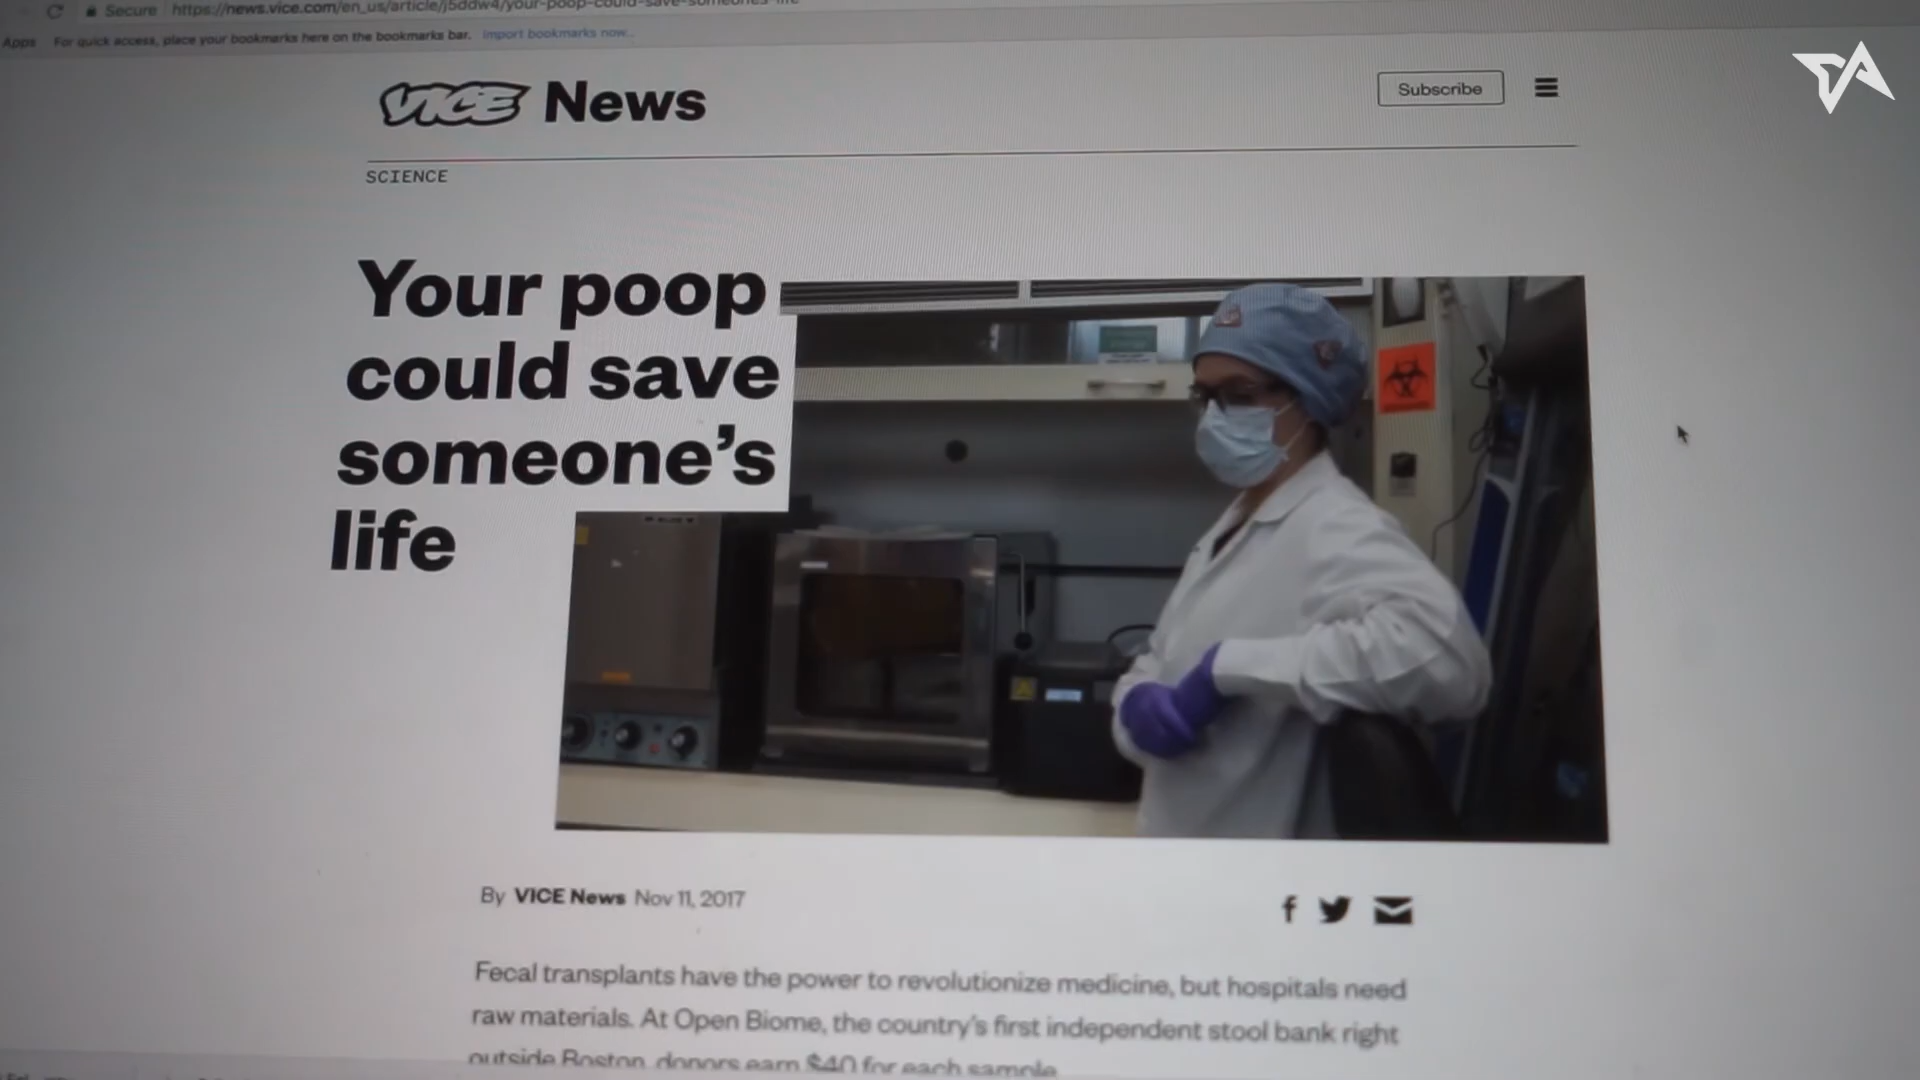 Secure https://news.vice.com/en_us/article/j5ddw4/your-poop-could-save-someones-life
Apps For quick access, place your bookmarks here on the bookmarks bar. Import bookmarks now...
VICE News
Subscribe
SCIENCE
Your poop
could save
someone's
life
By VICE News Nov 11, 2017
Fecal transplants have the power to revolutionize medicine, but hospitals need
raw materials. At Open Biome, the country's first independent stool bank right
outside Boston, donors earn $40 for each sample